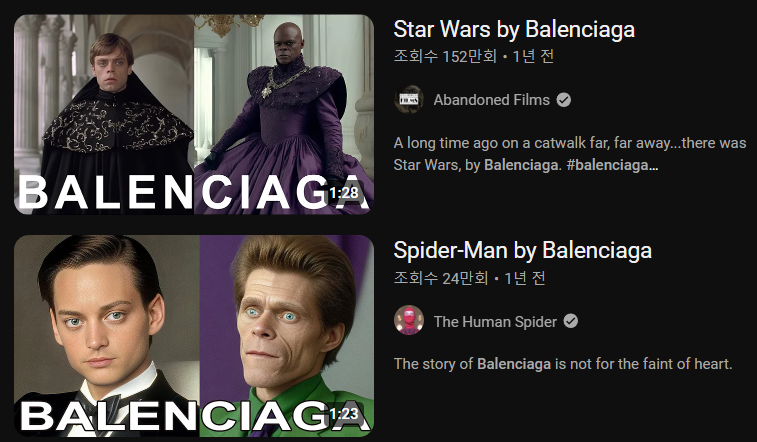 BALENCIAGA
1:28
Star Wars by Balenciaga
조회수 152만회 • 1년 전
FILMS
Abandoned Films
A long time ago on a catwalk far, far away...there was
Star Wars, by Balenciaga. #balenciaga...
BALENCIAGA
1:23
Spider-Man by Balenciaga
조회수 24만회 • 1년 전
The Human Spider
The story of Balenciaga is not for the faint of heart.